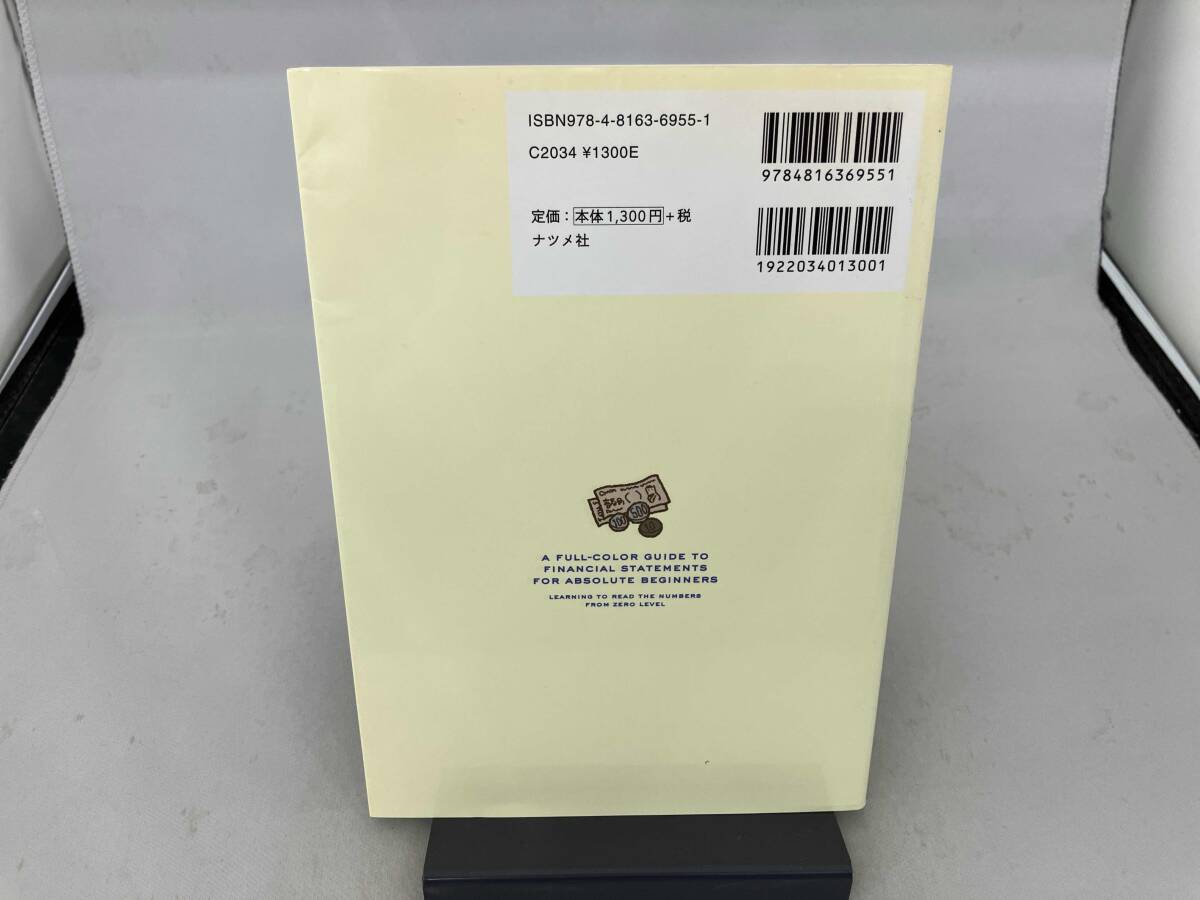 ISBN978-4-8163-6955-1
C2034 ¥1300E
9784816369551
定価：本体1,300円+税
ナツメ社
1922034013001
100
500
A FULL-COLOR GUIDE TO
FINANCIAL STATEMENTS
FOR ABSOLUTE BEGINNERS
LEARNING TO READ THE NUMBERS
FROM ZERO LEVEL